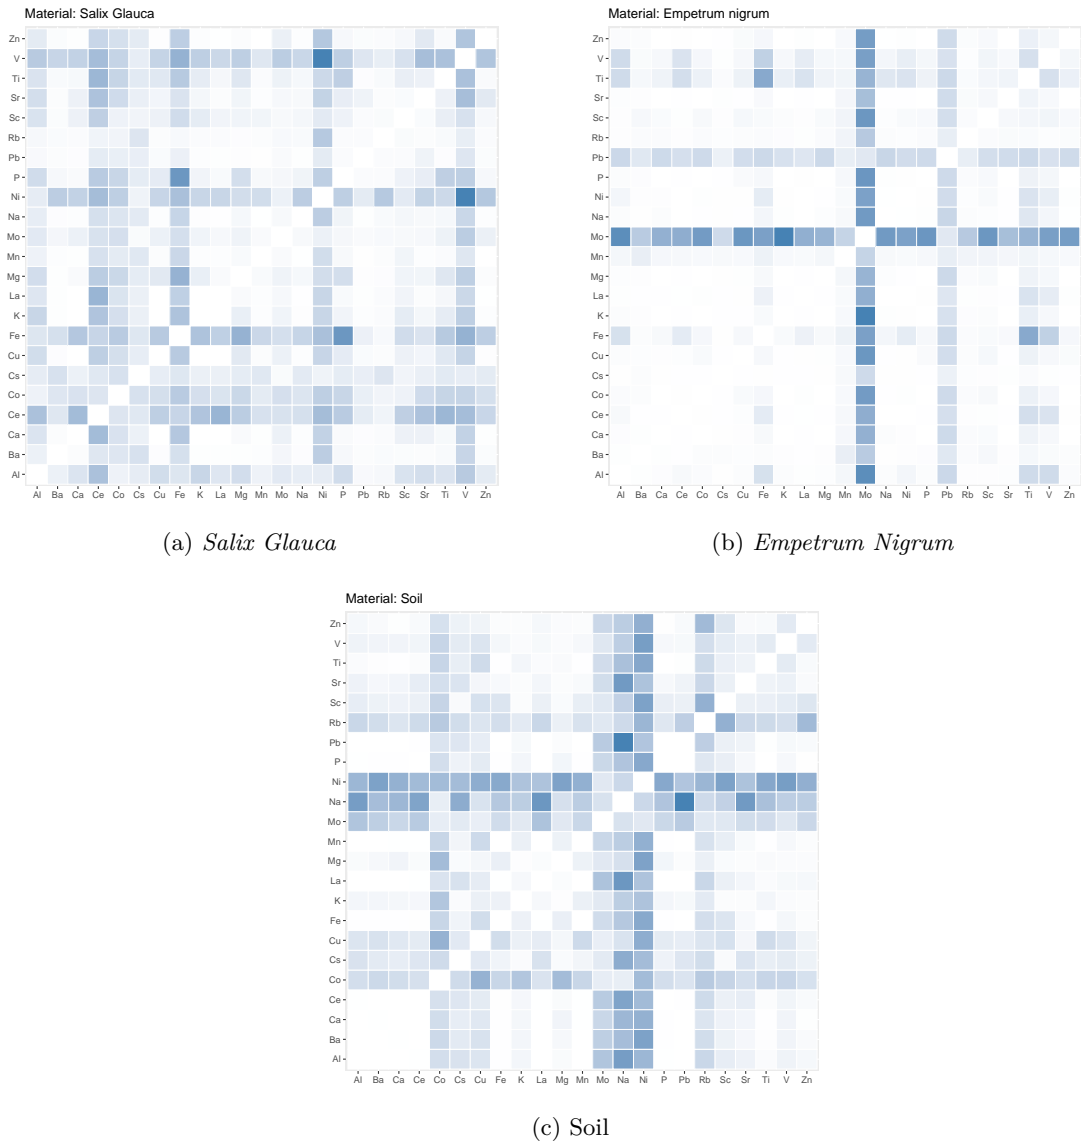 Material: Salix Glauca
Zn
V
Ti
Sr
Sc
Rb
Pb
P
Ni
Na
Mo
Mn
Mg
La
K
Fe
Cu
Cs
Co
Ce
Ca
Ba
Al
Al Ba Ca Ce Co Cs Cu Fe K La Mg Mn Mo Na Ni P Pb Rb Sc Sr Ti V Zn
(a) Salix Glauca
Material: Empetrum nigrum
Zn
V
Ti
Sr
Sc
Rb
Pb
P
Ni
Na
Mo
Mn
Mg
La
K
Fe
Cu
Cs
Co
Ce
Ca
Ba
Al
Al Ba Ca Ce Co Cs Cu Fe K La Mg Mn Mo Na Ni P Pb Rb Sc Sr Ti V Zn
(b) Empetrum Nigrum
Material: Soil
Zn
V
Ti
Sr
Sc
Rb
Pb
P
Ni
Na
Mo
Mn
Mg
La
K
Fe
Cu
Cs
Co
Ce
Ca
Ba
Al
Al Ba Ca Ce Co Cs Cu Fe K La Mg Mn Mo Na Ni P Pb Rb Sc Sr Ti V Zn
(c) Soil